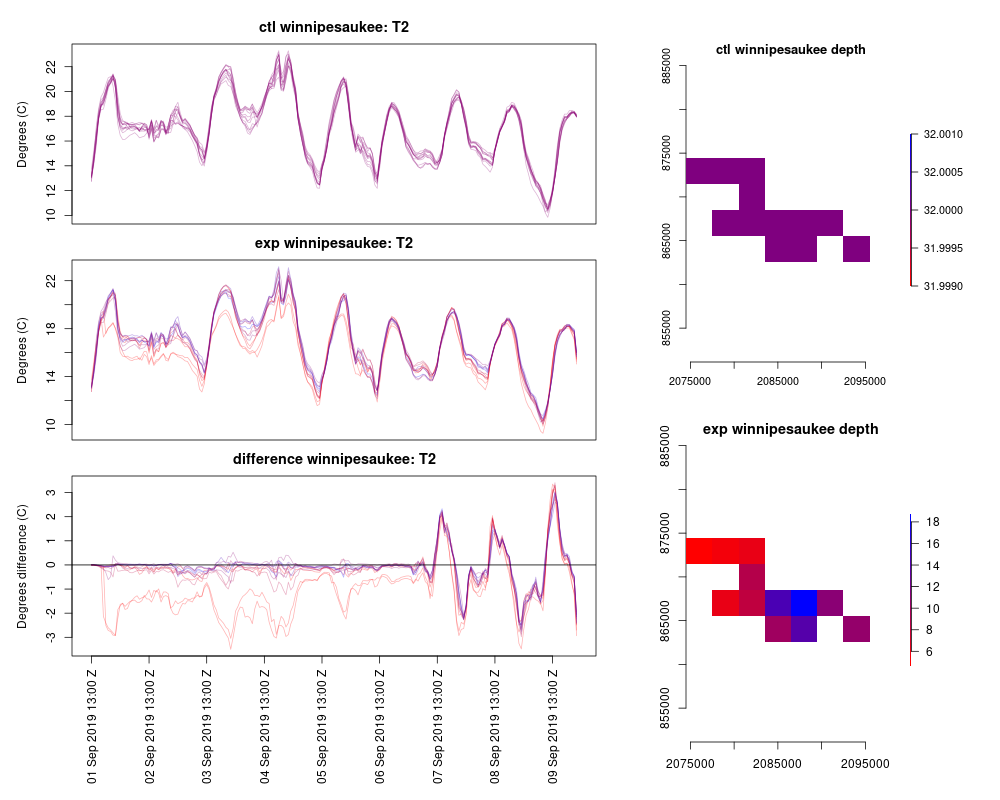 ctl winnipesaukee: T2
Degrees (C)
22
20
18
16
14
12
10
exp winnipesaukee: T2
Degrees (C)
22
18
14
10
difference winnipesaukee: T2
Degrees difference (C)
3
2
1
0
-1
-2
-3
01 Sep 2019 13:00 Z
02 Sep 2019 13:00 Z
03 Sep 2019 13:00 Z
04 Sep 2019 13:00 Z
05 Sep 2019 13:00 Z
06 Sep 2019 13:00 Z
07 Sep 2019 13:00 Z
08 Sep 2019 13:00 Z
09 Sep 2019 13:00 Z
ctl winnipesaukee depth
885000
875000
865000
855000
2075000
2085000
2095000
32.0010
32.0005
32.0000
31.9995
31.9990
exp winnipesaukee depth
885000
875000
865000
855000
2075000
2085000
2095000
18
16
14
12
10
8
6